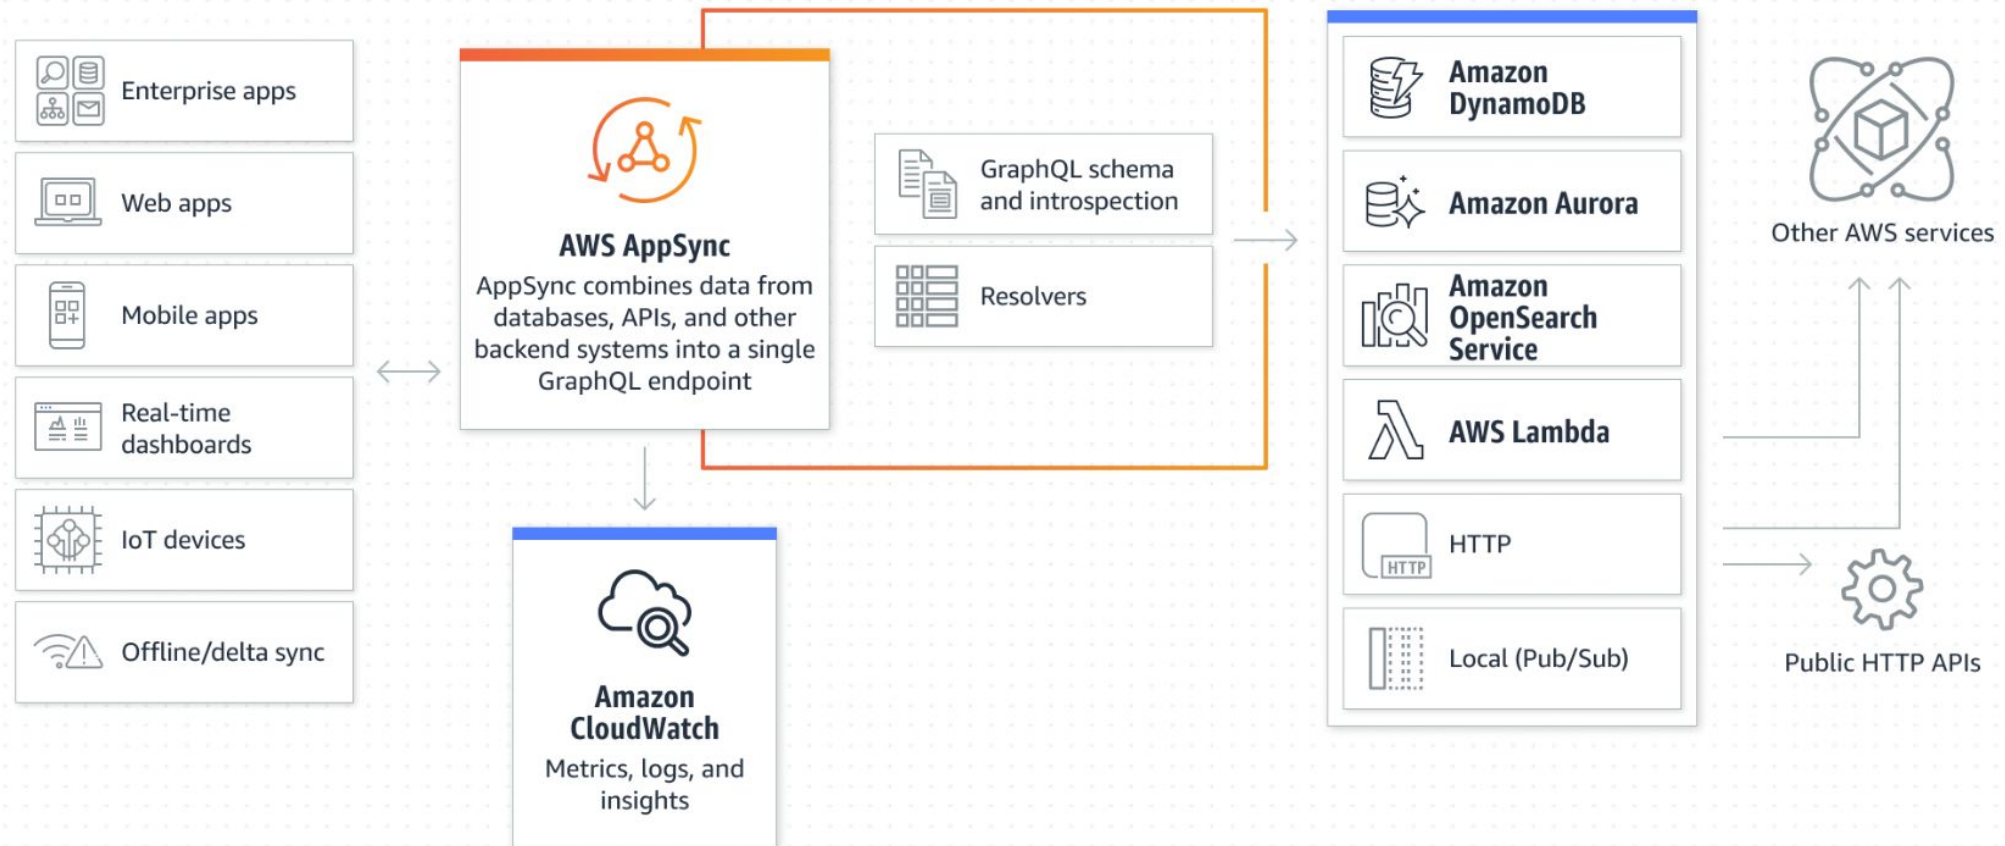 Enterprise apps
Web apps
Mobile apps
Real-time
dashboards
IoT devices
Offline/delta sync
AWS AppSync
AppSync combines data from
databases, APIs, and other
backend systems into a single
GraphQL endpoint
Amazon
CloudWatch
Metrics, logs, and
insights
GraphQL schema
and introspection
Resolvers
Amazon
DynamoDB
Amazon Aurora
Amazon
OpenSearch
Service
AWS Lambda
HTTP
HTTP
Local (Pub/Sub)
Other AWS services
Public HTTP APIs